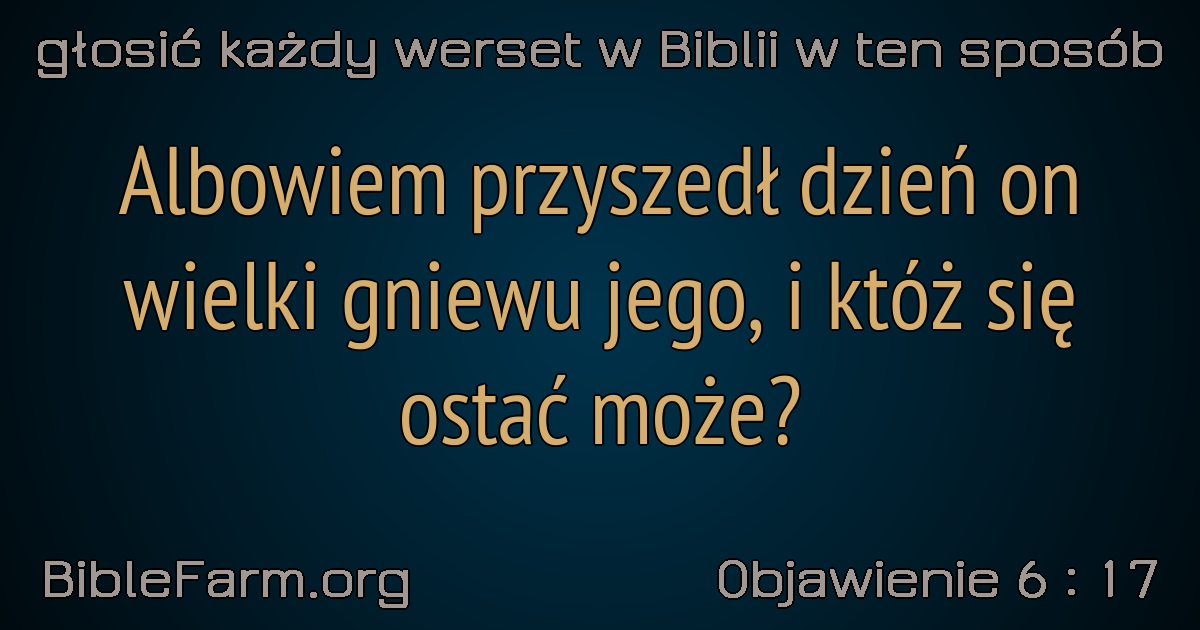 głosić każdy werset w Biblii w ten sposób
Albowiem przyszedł dzień on
wielki gniewu jego, i któż się
ostać może?
BibleFarm.org
Objawienie 6 : 17